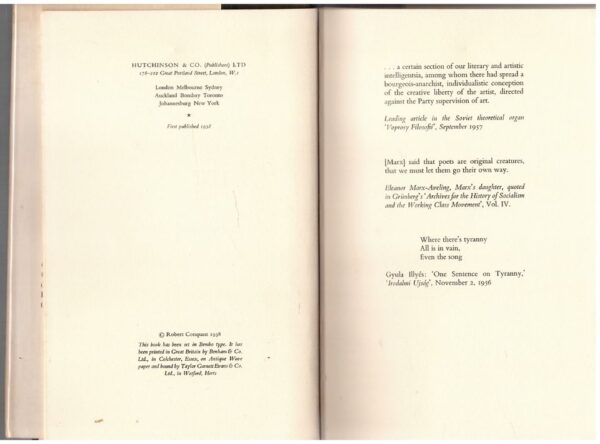 HUTCHINSON & CO. (Publishers) LTD
178-202 Great Portland Street, London, W.1
London Melbourne Sydney
Auckland Bombay Toronto
Johannesburg New York
★
First published 1958
© Robert Conquest 1958
This book has been set in Bembo type. It has
been printed in Great Britain by Benham & Co.
Ltd., in Colchester, Essex, on Antique Wove
paper and bound by Taylor Garnett Evans & Co.
Ltd., in Watford, Herts
. . . a certain section of our literary and artistic
intelligentsia, among whom there had spread a
bourgeois-anarchist, individualistic conception
of the creative liberty of the artist, directed
against the Party supervision of art.
Leading article in the Soviet theoretical organ
'Voprosy Filosofii', September 1957
[Marx] said that poets are original creatures,
that we must let them go their own way.
Eleanor Marx-Aveling, Marx's daughter, quoted
in Grünberg's 'Archives for the History of Socialism
and the Working Class Movement', Vol. IV.
Where there's tyranny
All is in vain,
Even the song
Gyula Illyés: 'One Sentence on Tyranny,'
'Irodalmi Ujság', November 2, 1956